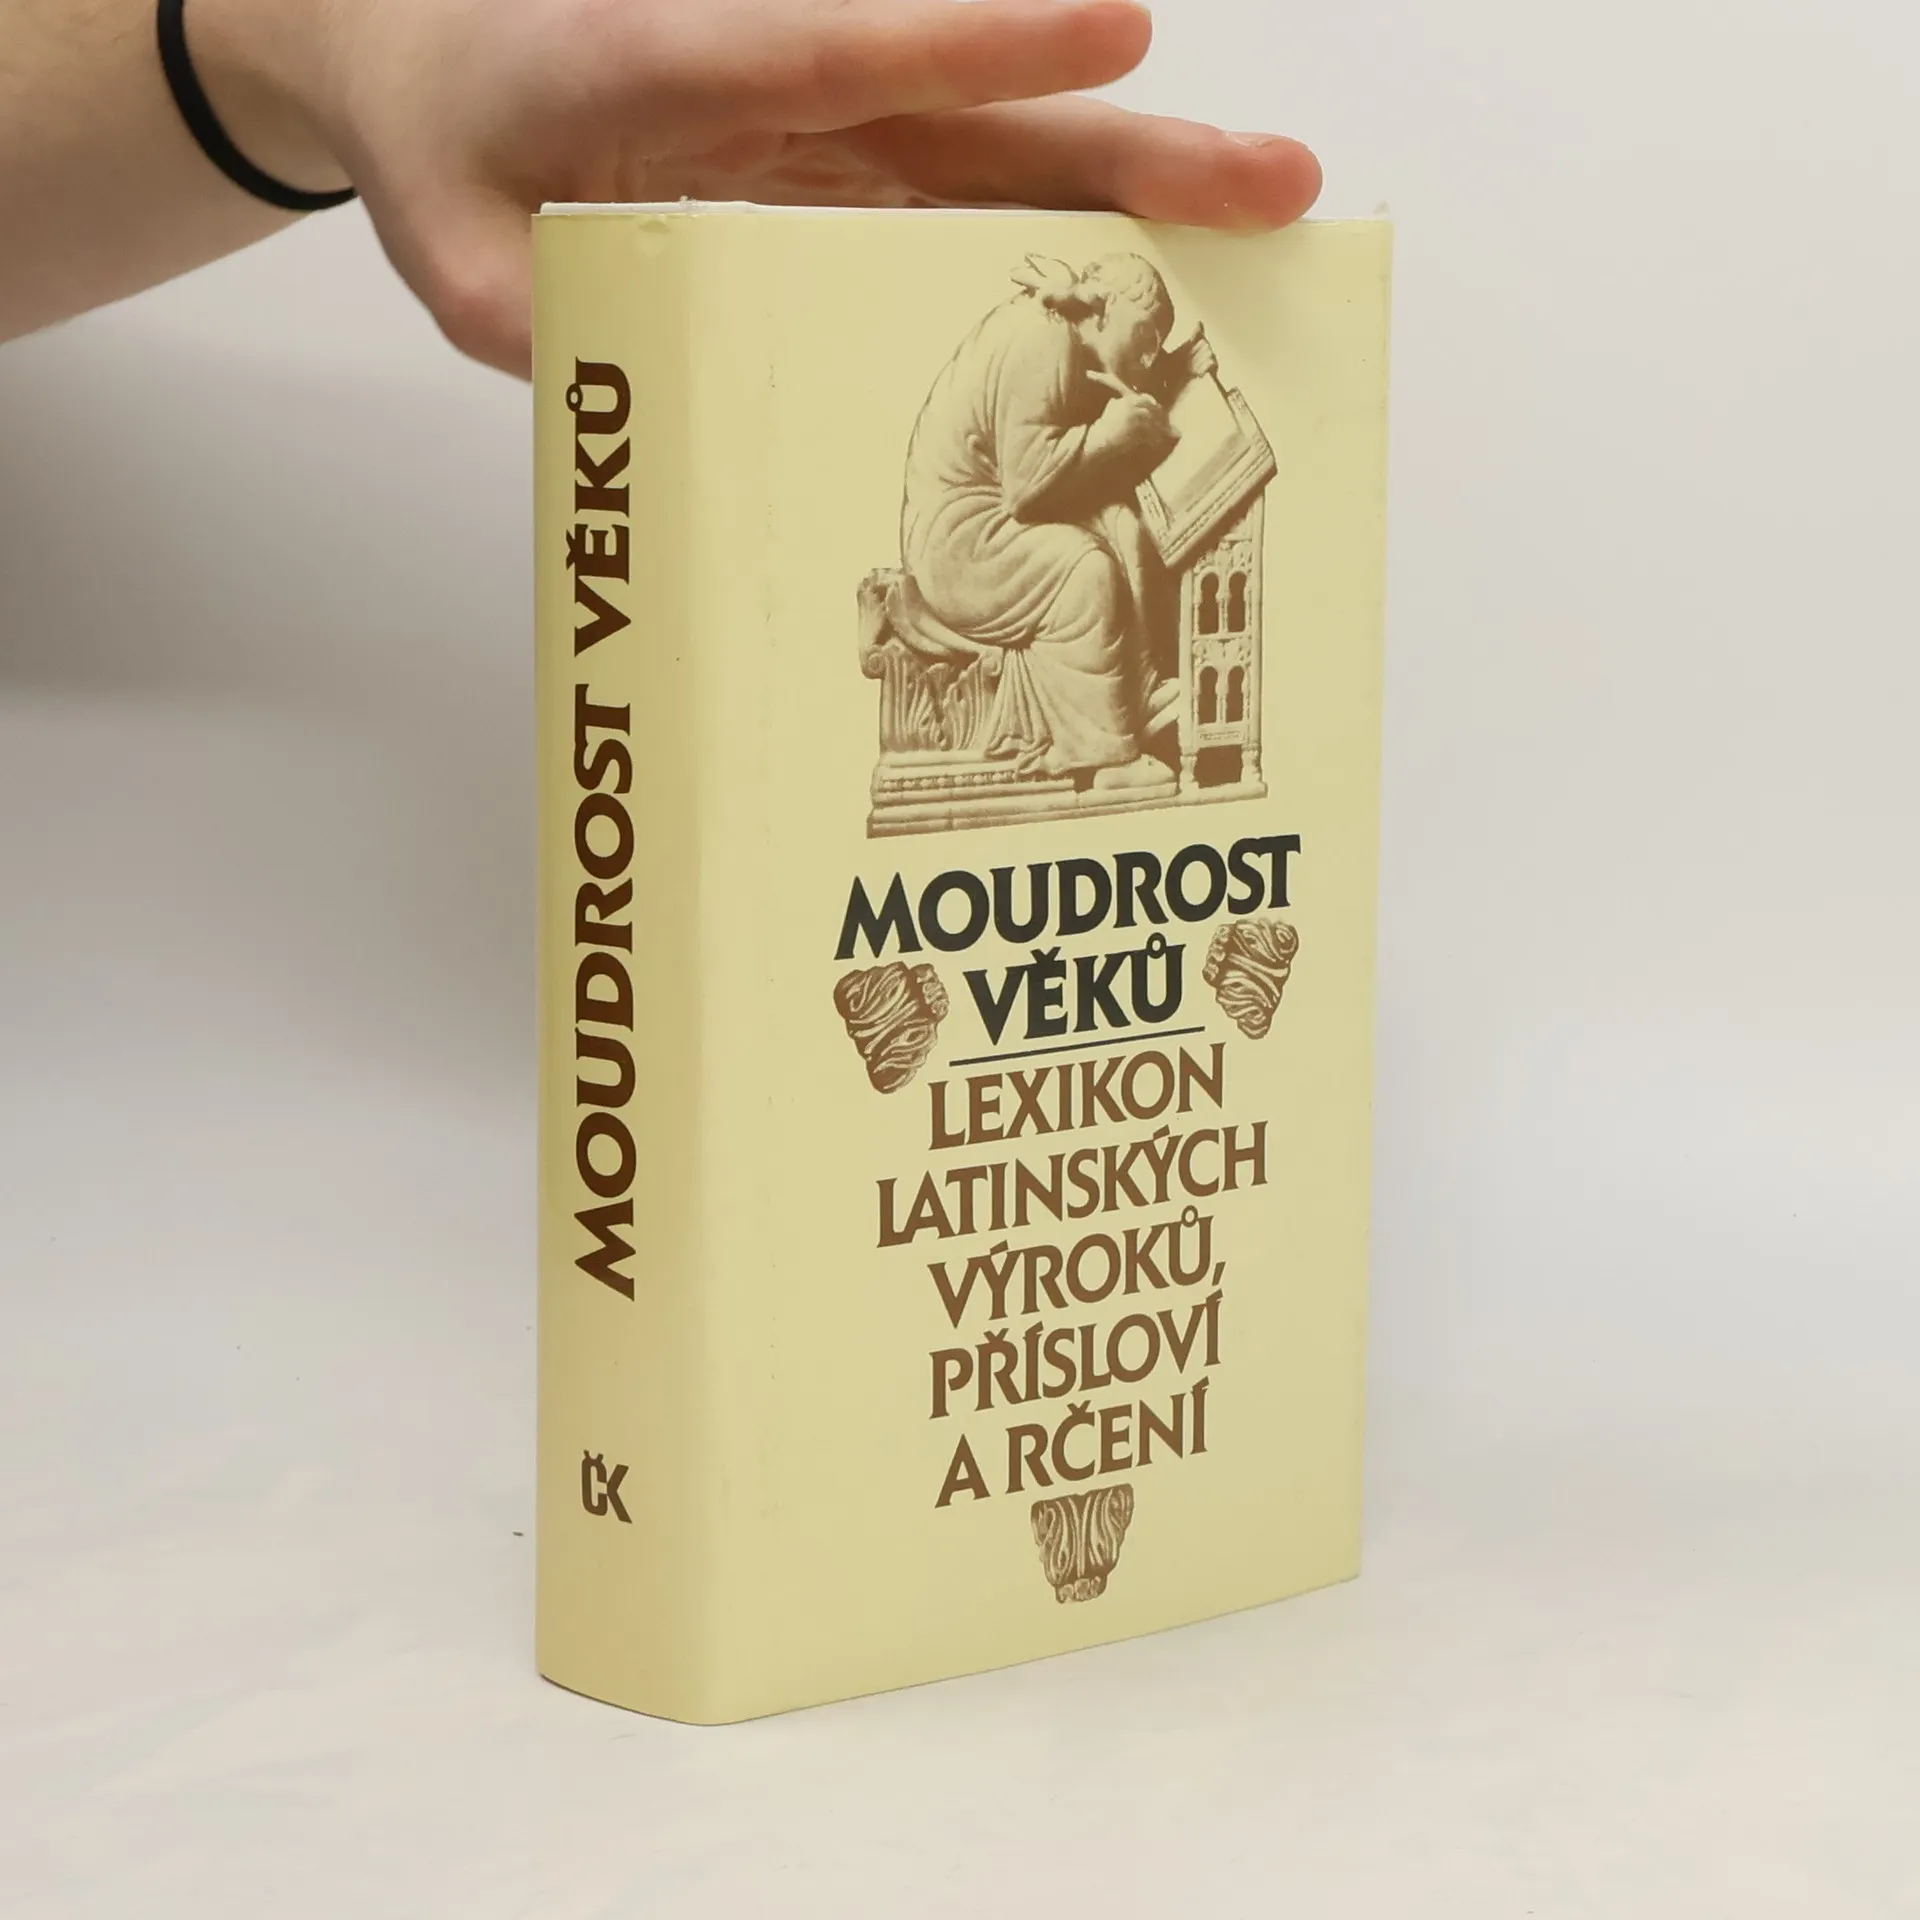 MOUDROST VĚKŮ
ČK
MOUDROST
VĚKŮ
LEXIKON
LATINSKÝCH
VÝROKŮ,
PŘÍSLOVÍ
A RČENÍ